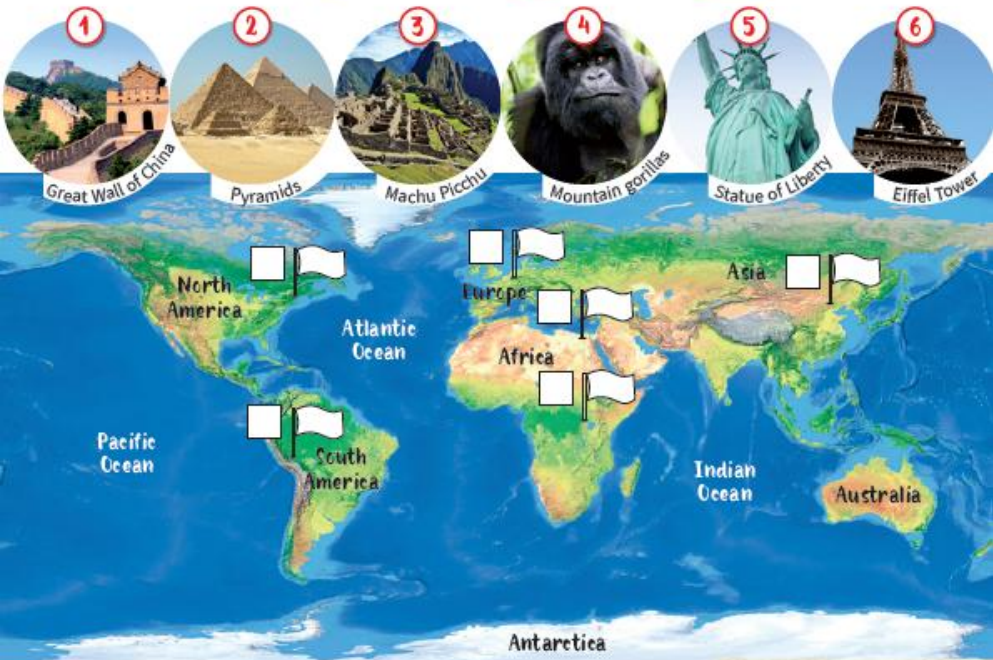 1
2
3
4
5
6
Great Wall of China
Pyramids
Machu Picchu
Mountain gorillas
Statue of Liberty
Eiffel Tower
North
America
Atlantic
Ocean
Europe
Asia
Africa
Pacific
Ocean
South
America
Indian
Ocean
Australia
Antarctica